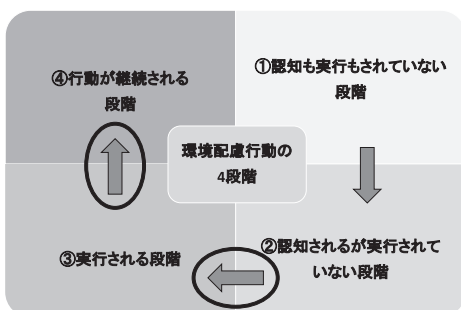 ④行動が継続される
段階
①認知も実行もされていない
段階
環境配慮行動の
4段階
③実行される段階
②認知されるが実行されて
いない段階